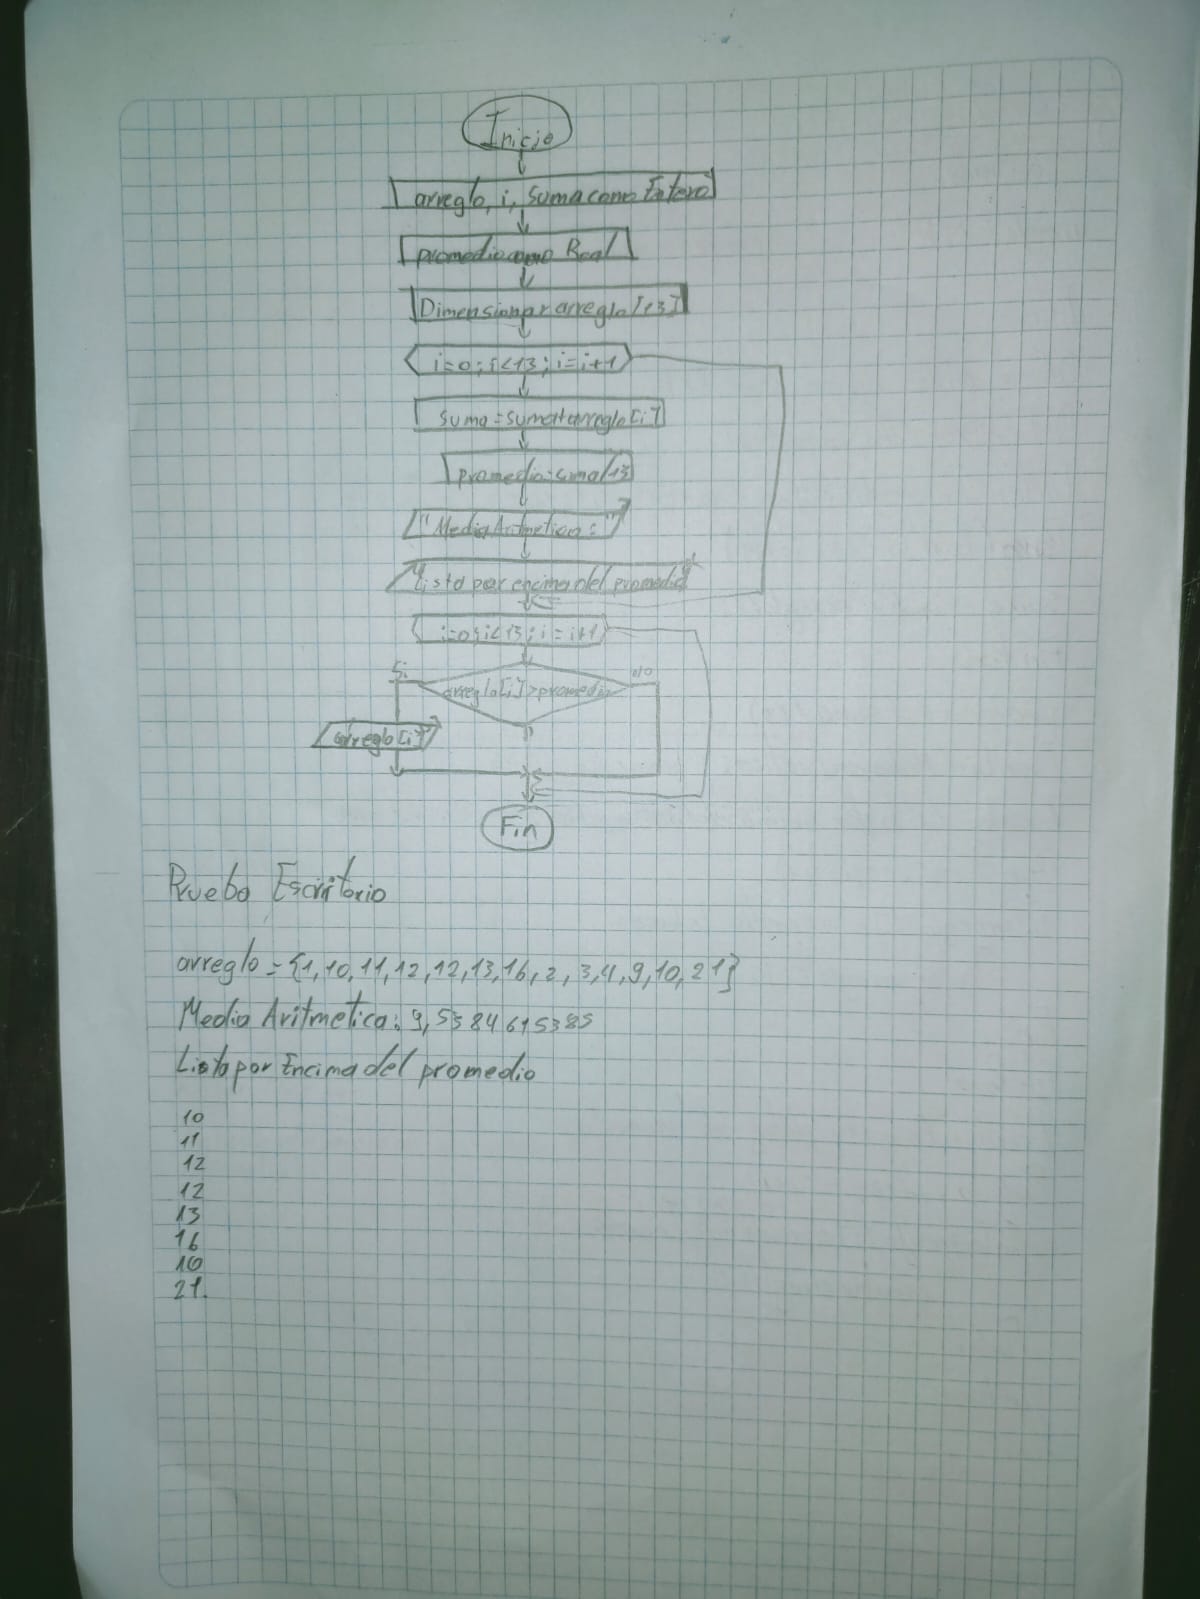 Inicio
arreglo, i, suma como Entero
promedio como Real
Dimensionar arreglo[13]
i=0; i<13; i=i+1
suma=suma+arreglo[i]
promedio=suma/13
"Media Aritmetica: "
"Lista por encima del promedio"
i=0; i<13; i=i+1
Si
arreglo[i]>promedio
no
arreglo[i]
Fin
Prueba Escritorio
arreglo={1,10,11,12,12,13,16,2,3,4,9,10,21}
Media Aritmetica: 9,5384615385
Lista por Encima del promedio
10
11
12
12
13
16
10
21.